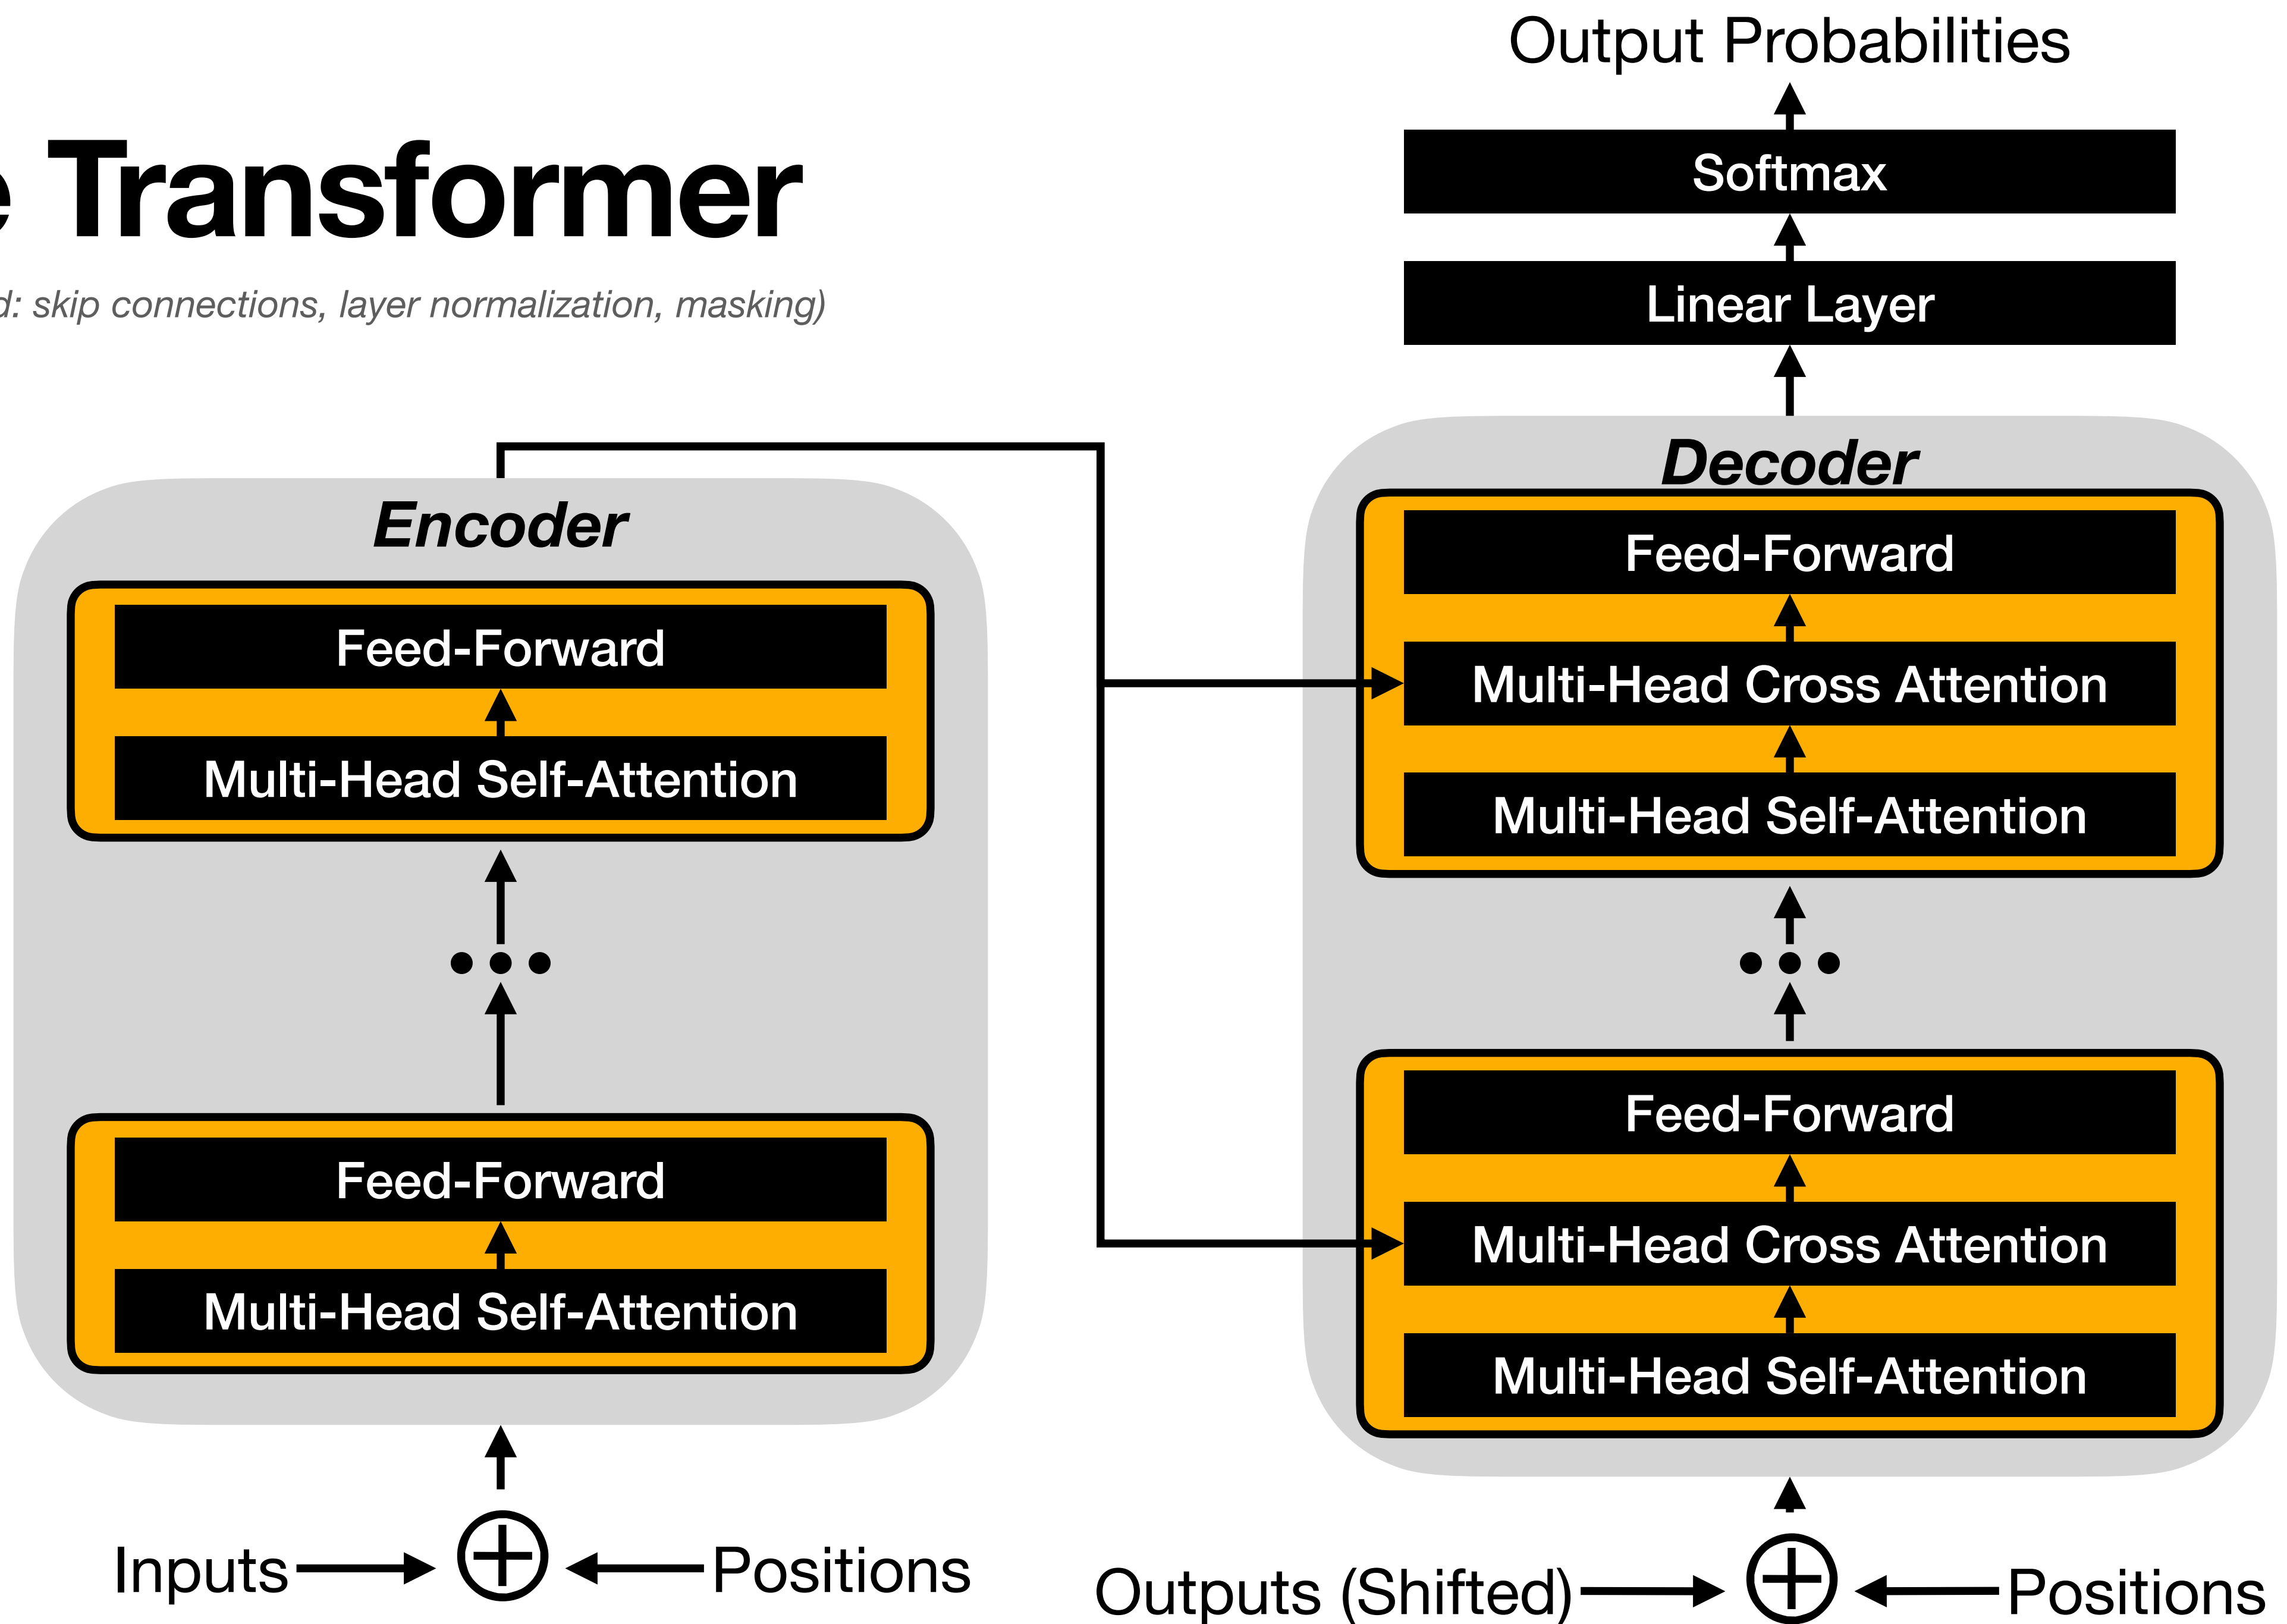 e Transformer
d: skip connections, layer normalization, masking)
Encoder
Feed-Forward
Multi-Head Self-Attention
Feed-Forward
Multi-Head Self-Attention
Inputs
Positions
Output Probabilities
Softmax
Linear Layer
Decoder
Feed-Forward
Multi-Head Cross Attention
Multi-Head Self-Attention
Feed-Forward
Multi-Head Cross Attention
Multi-Head Self-Attention
Outputs (Shifted)
Positions